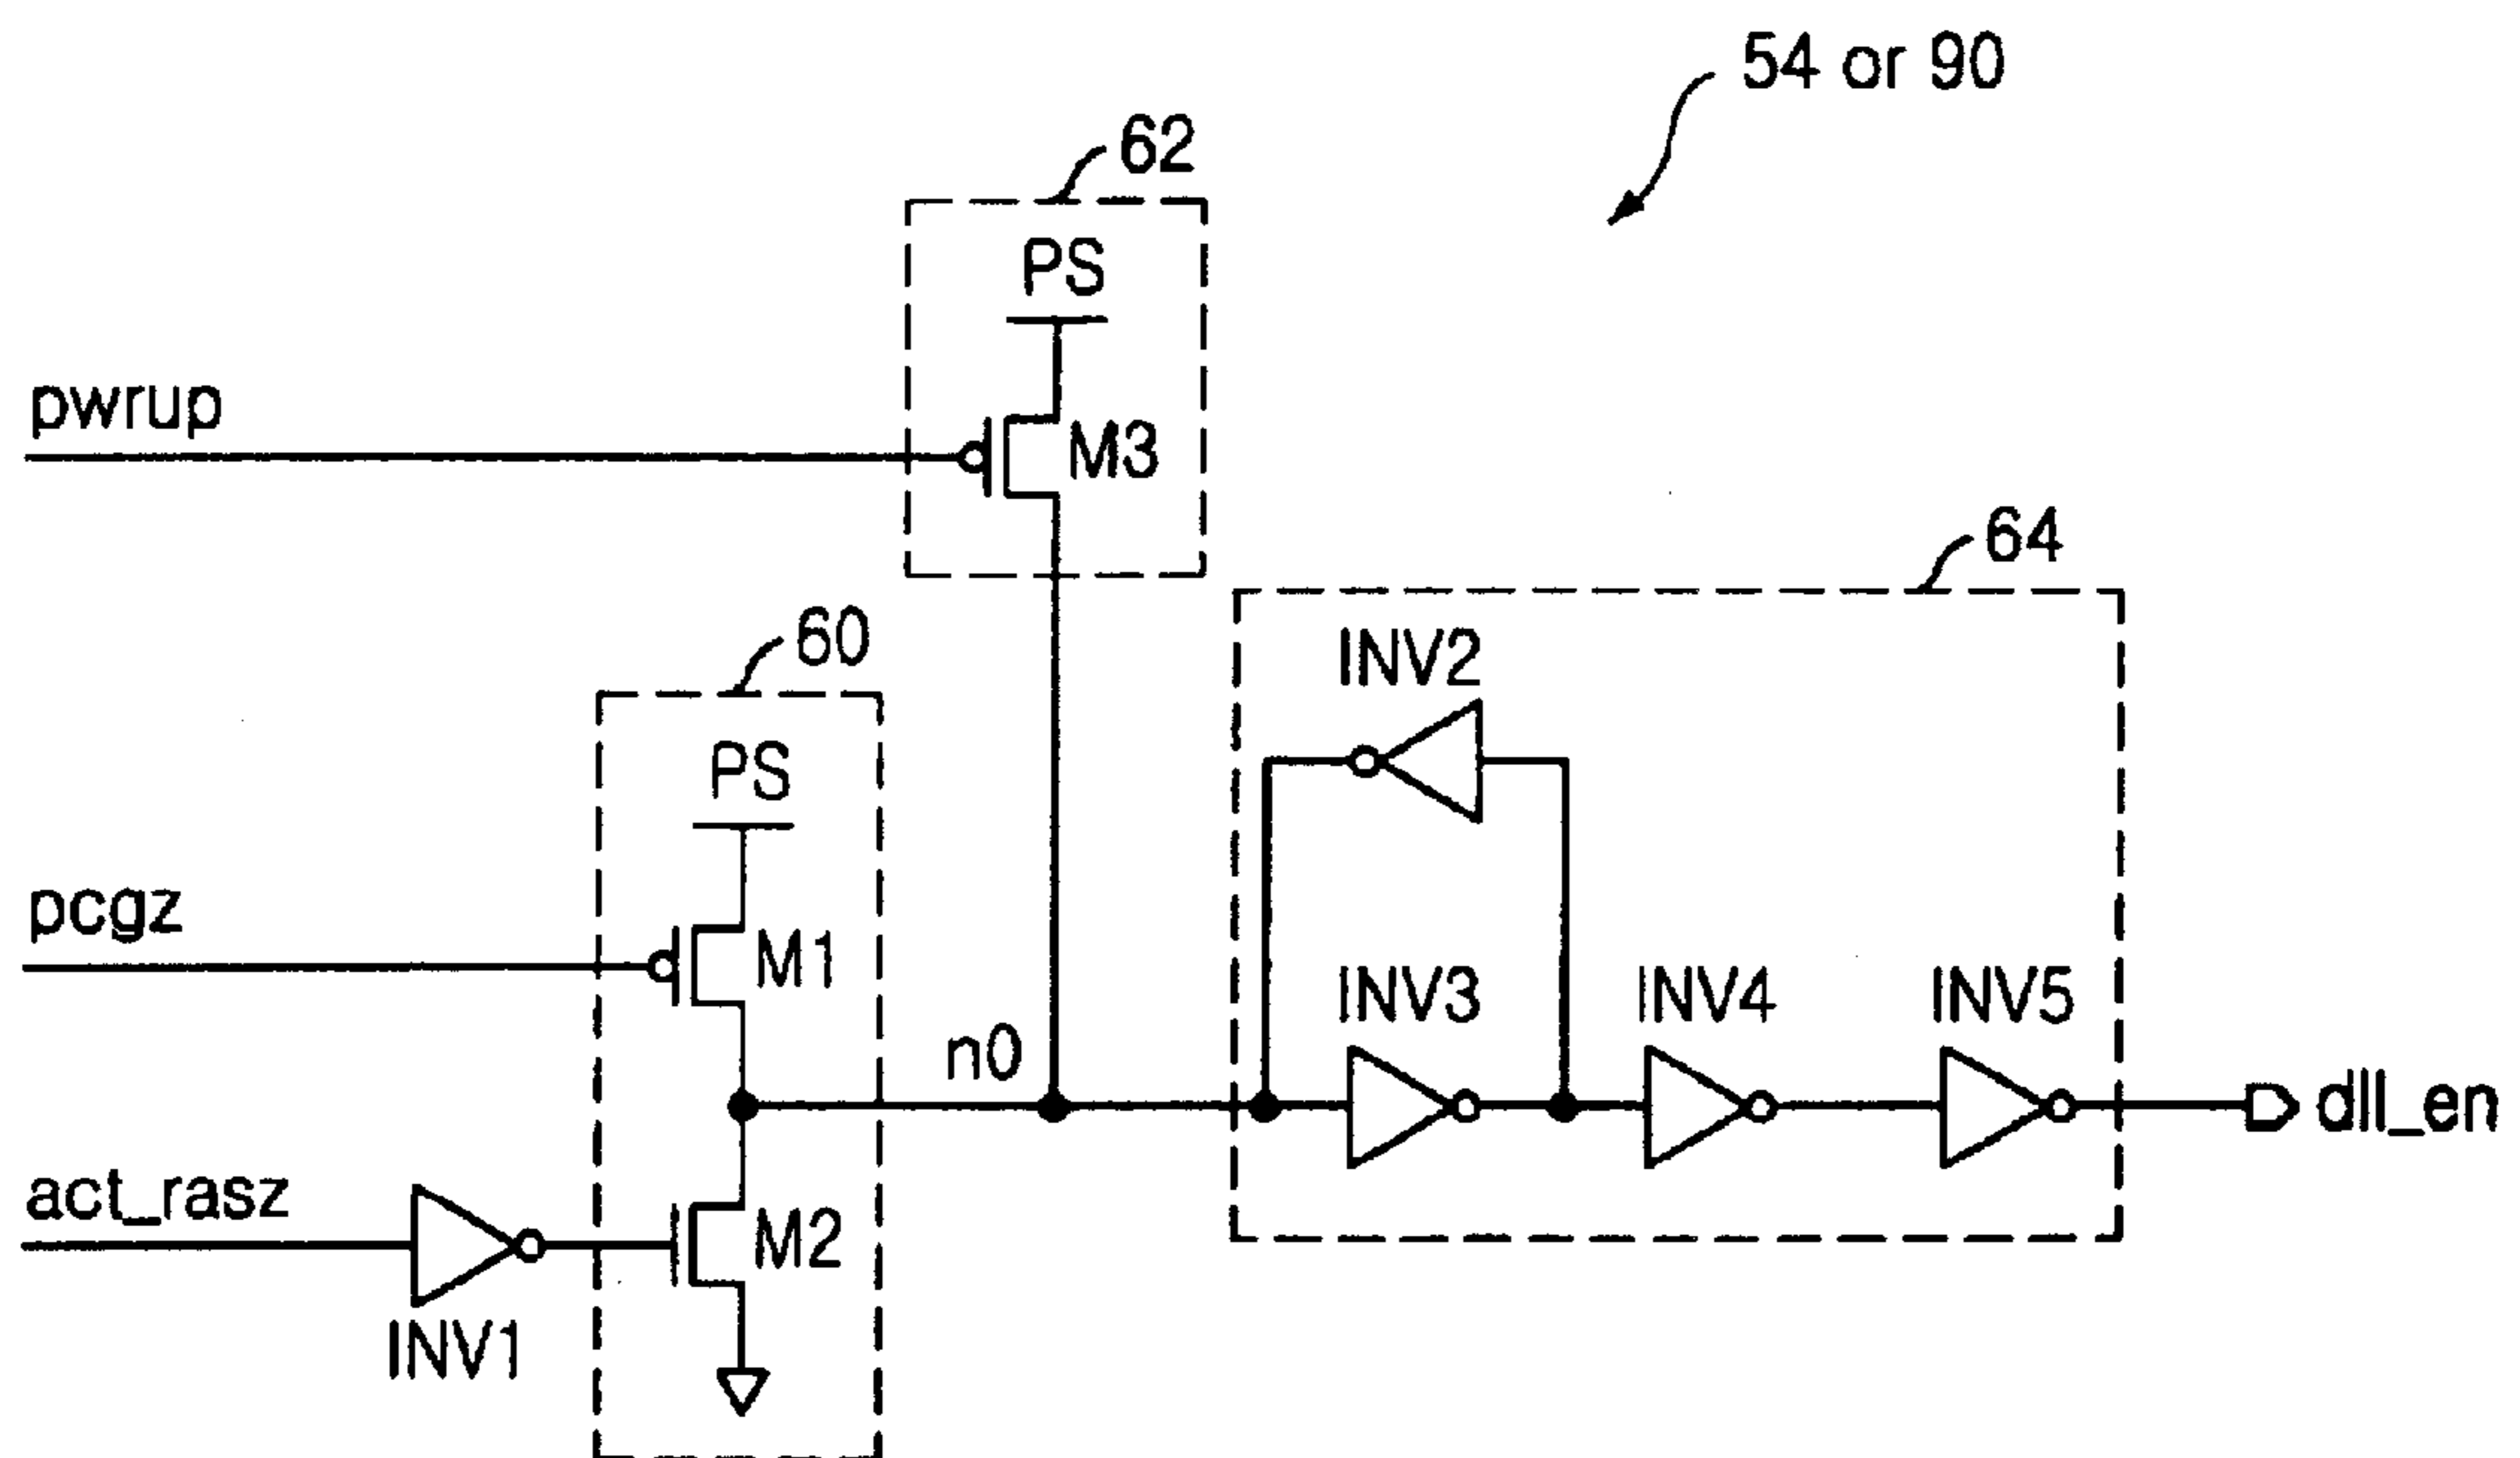 54 or 90
62
PS
pwrup
M3
64
60
INV2
PS
pcgz
M1
INV3
INV4
INV5
n0
dll_en
act_rasz
M2
INV1